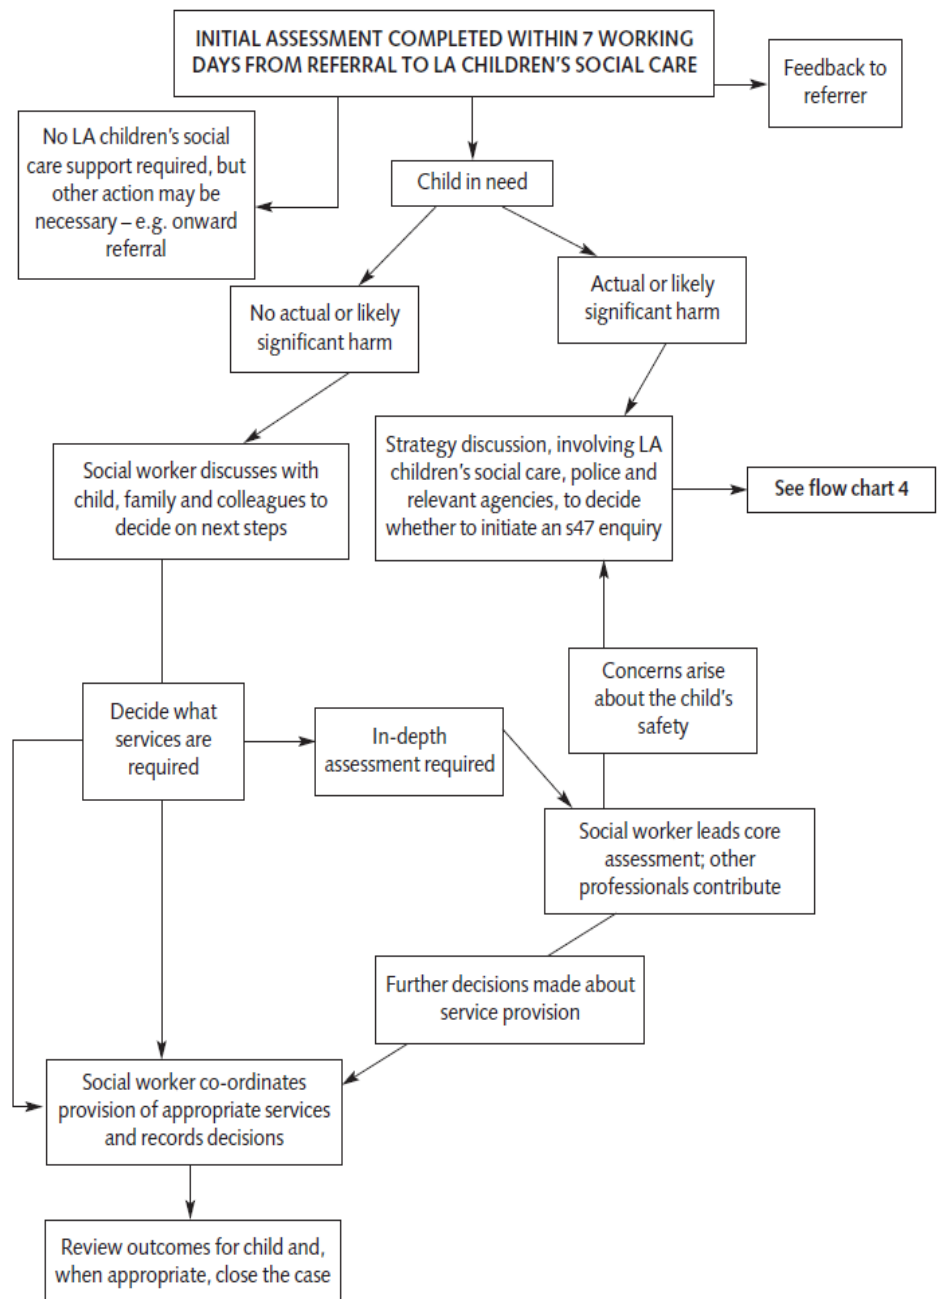 INITIAL ASSESSMENT COMPLETED WITHIN 7 WORKING
DAYS FROM REFERRAL TO LA CHILDREN'S SOCIAL CARE
Feedback to
referrer
No LA children's social
care support required, but
other action may be
necessary – e.g. onward
referral
Child in need
No actual or likely
significant harm
Actual or likely
significant harm
Social worker discusses with
child, family and colleagues to
decide on next steps
Strategy discussion, involving LA
children's social care, police and
relevant agencies, to decide
whether to initiate an s47 enquiry
See flow chart 4
Concerns arise
about the child's
safety
Decide what
services are
required
In-depth
assessment required
Social worker leads core
assessment; other
professionals contribute
Further decisions made about
service provision
Social worker co-ordinates
provision of appropriate services
and records decisions
Review outcomes for child and,
when appropriate, close the case